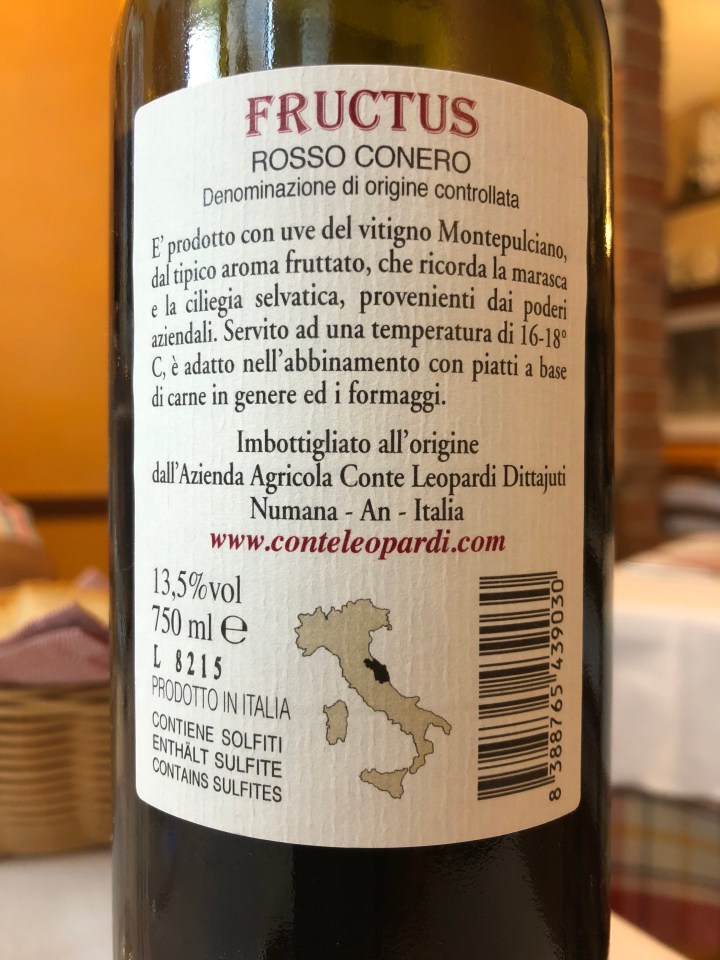 FRUCTUS
ROSSO CONERO
Denominazione di origine controllata
E' prodotto con uve del vitigno Montepulciano,
dal tipico aroma fruttato, che ricorda la marasca
e la ciliegia selvatica, provenienti dai poderi
aziendali. Servito ad una temperatura di 16-18°
C, è adatto nell'abbinamento con piatti a base
di carne in genere ed i formaggi.
Imbottigliato all'origine
dall'Azienda Agricola Conte Leopardi Dittajuti
Numana - An - Italia
www.conteleopardi.com
13,5%vol
750 ml e
L 8215
PRODOTTO IN ITALIA
CONTIENE SOLFITI
ENTHÄLT SULFITE
CONTAINS SULFITES
8 388765 439030